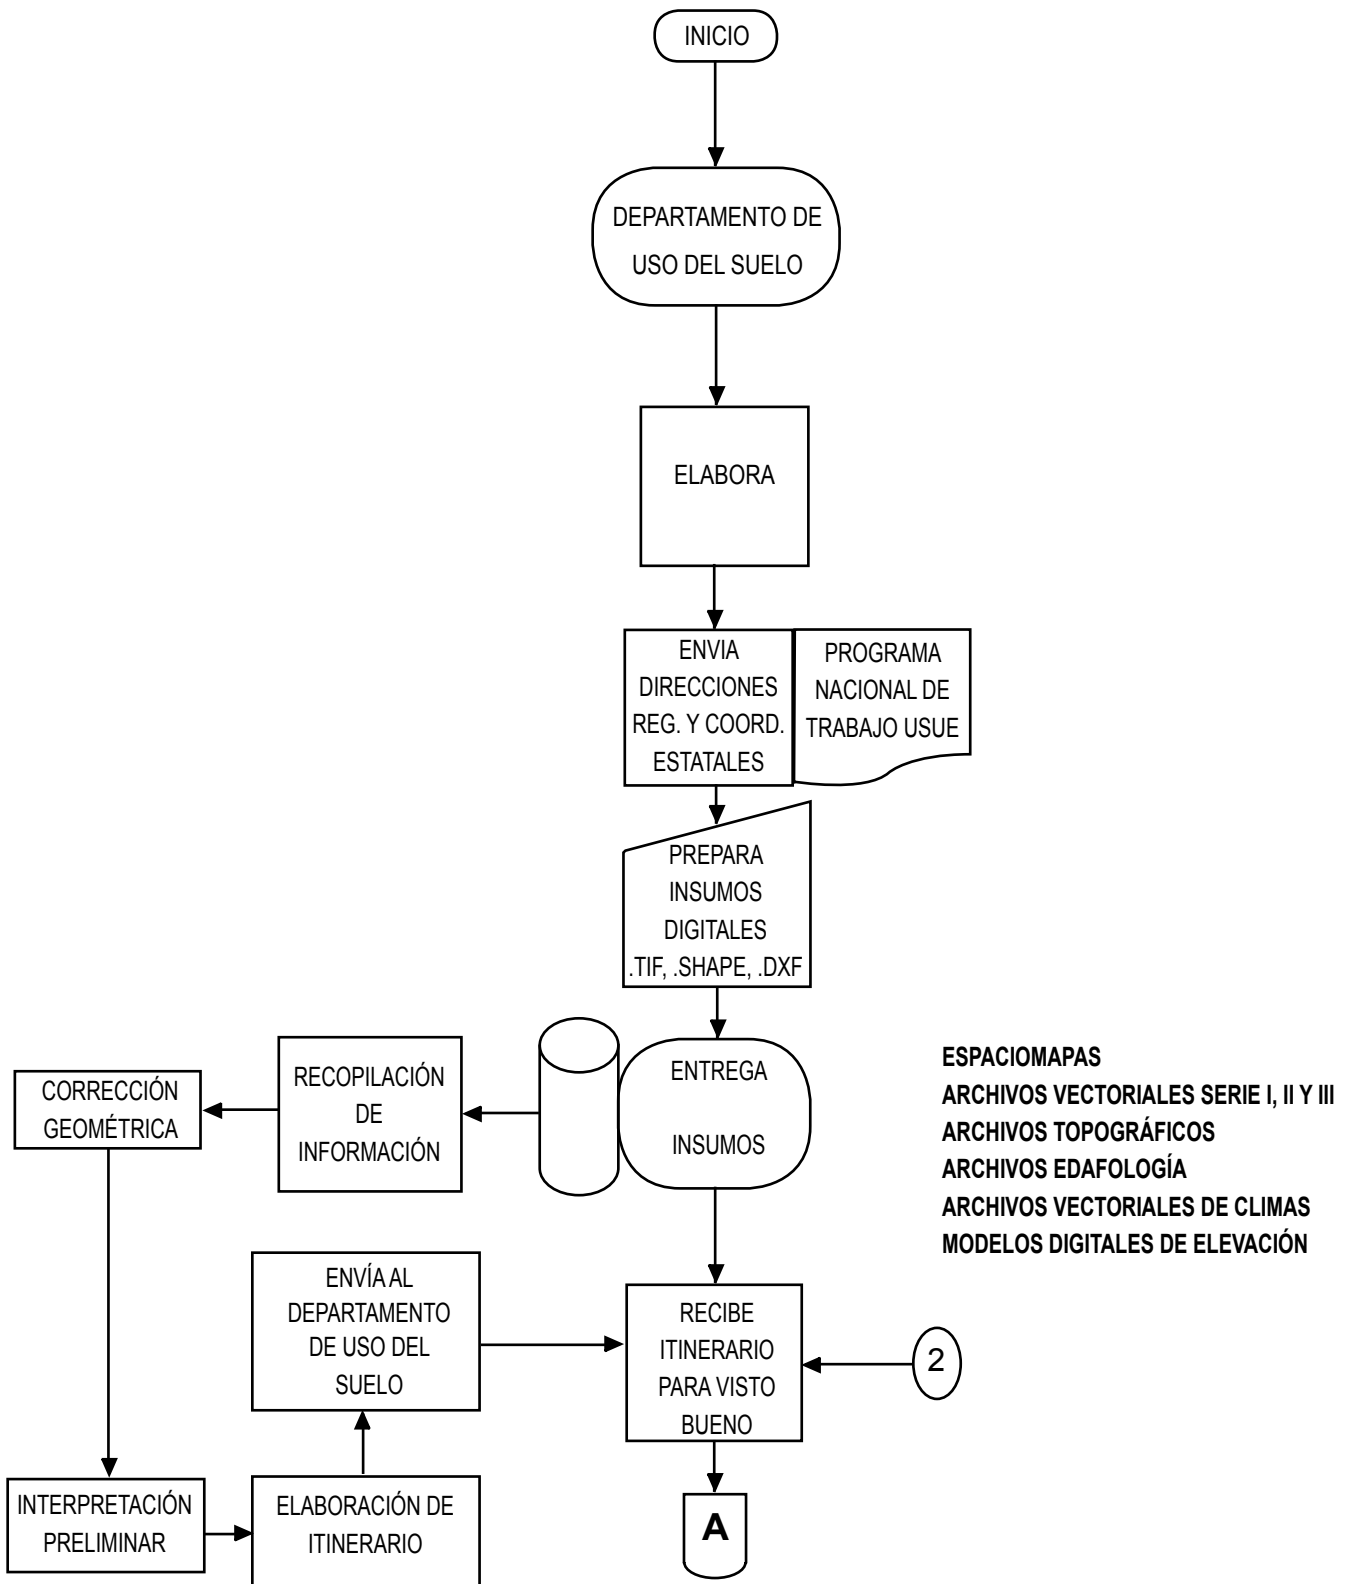 INICIO
DEPARTAMENTO DE
USO DEL SUELO
ELABORA
ENVIA
DIRECCIONES
REG. Y COORD.
ESTATALES
PROGRAMA
NACIONAL DE
TRABAJO USUE
PREPARA
INSUMOS
DIGITALES
.TIF, .SHAPE, .DXF
ENTREGA
INSUMOS
ESPACIOMAPAS
ARCHIVOS VECTORIALES SERIE I, II Y III
ARCHIVOS TOPOGRÁFICOS
ARCHIVOS EDAFOLOGÍA
ARCHIVOS VECTORIALES DE CLIMAS
MODELOS DIGITALES DE ELEVACIÓN
RECOPILACIÓN
DE
INFORMACIÓN
CORRECCIÓN
GEOMÉTRICA
INTERPRETACIÓN
PRELIMINAR
ELABORACIÓN DE
ITINERARIO
ENVÍA AL
DEPARTAMENTO
DE USO DEL
SUELO
RECIBE
ITINERARIO
PARA VISTO
BUENO
2
A